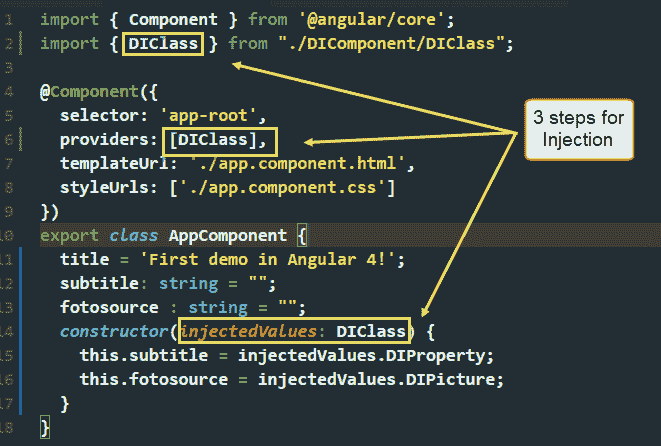 1 import { Component } from '@angular/core';
2 import { DIClass } from "./DIComponent/DIClass";
3
4 @Component({
5   selector: 'app-root',
6   providers: [DIClass],
7   templateUrl: './app.component.html',
8   styleUrls: ['./app.component.css']
9 })
10 export class AppComponent {
11   title = 'First demo in Angular 4!';
12   subtitle: string = "";
13   fotosource : string = "";
14   constructor(injectedValues: DIClass) {
15     this.subtitle = injectedValues.DIProperty;
16     this.fotosource = injectedValues.DIPicture;
17   }
18 }
3 steps for
Injection